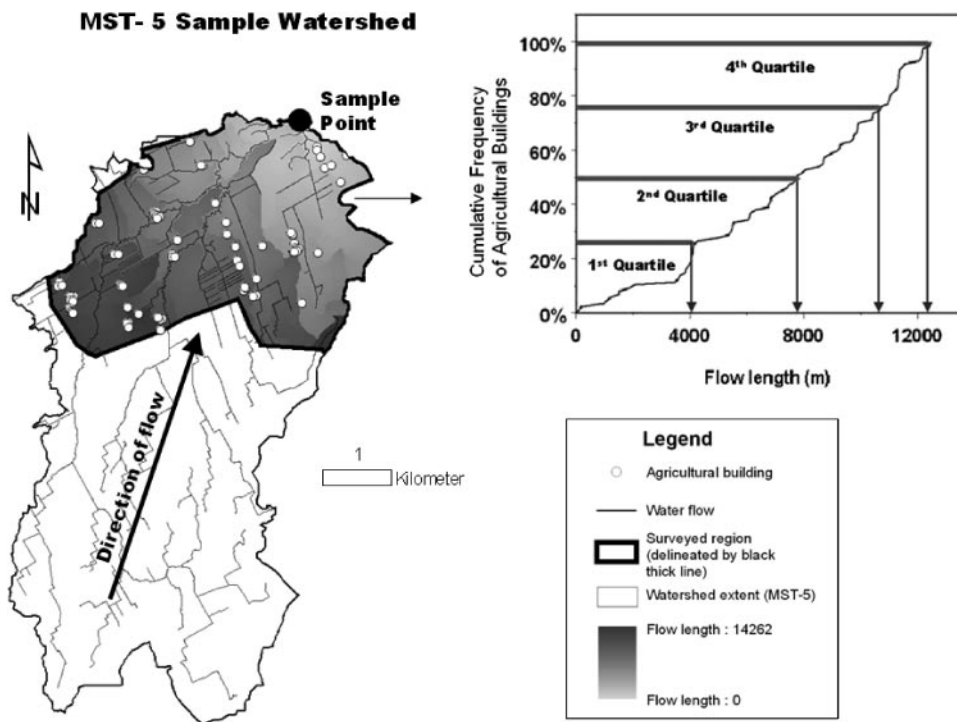 MST- 5 Sample Watershed
Sample
Point
N
Direction of flow
1
Kilometer
Cumulative Frequency
of Agricultural Buildings
100%
80%
60%
40%
20%
0%
4th Quartile
3rd Quartile
2nd Quartile
1st Quartile
0
4000
8000
12000
Flow length (m)
Legend
Agricultural building
Water flow
Surveyed region
(delineated by black
thick line)
Watershed extent (MST-5)
Flow length : 14262
Flow length : 0